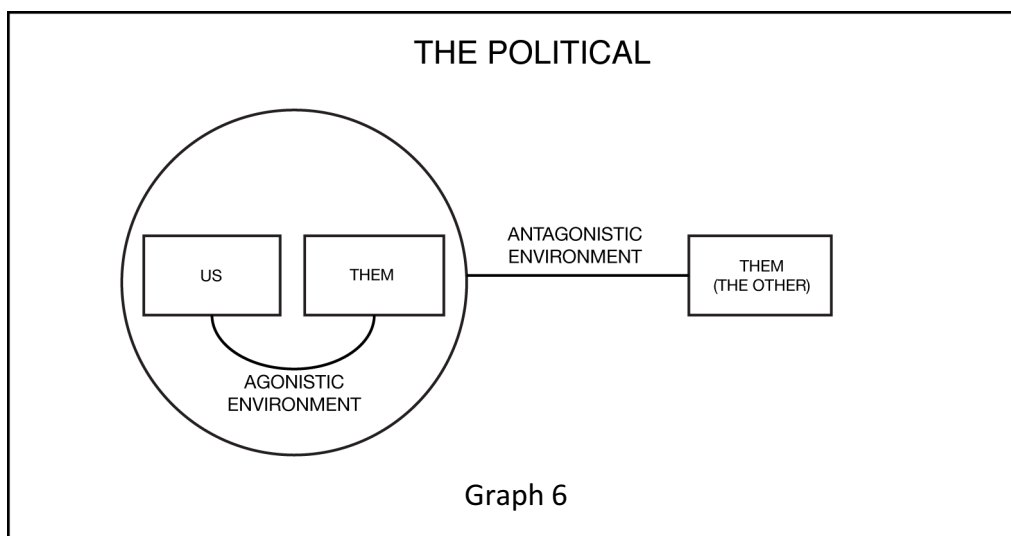 THE POLITICAL
US
THEM
AGONISTIC
ENVIRONMENT
ANTAGONISTIC
ENVIRONMENT
THEM
(THE OTHER)
Graph 6